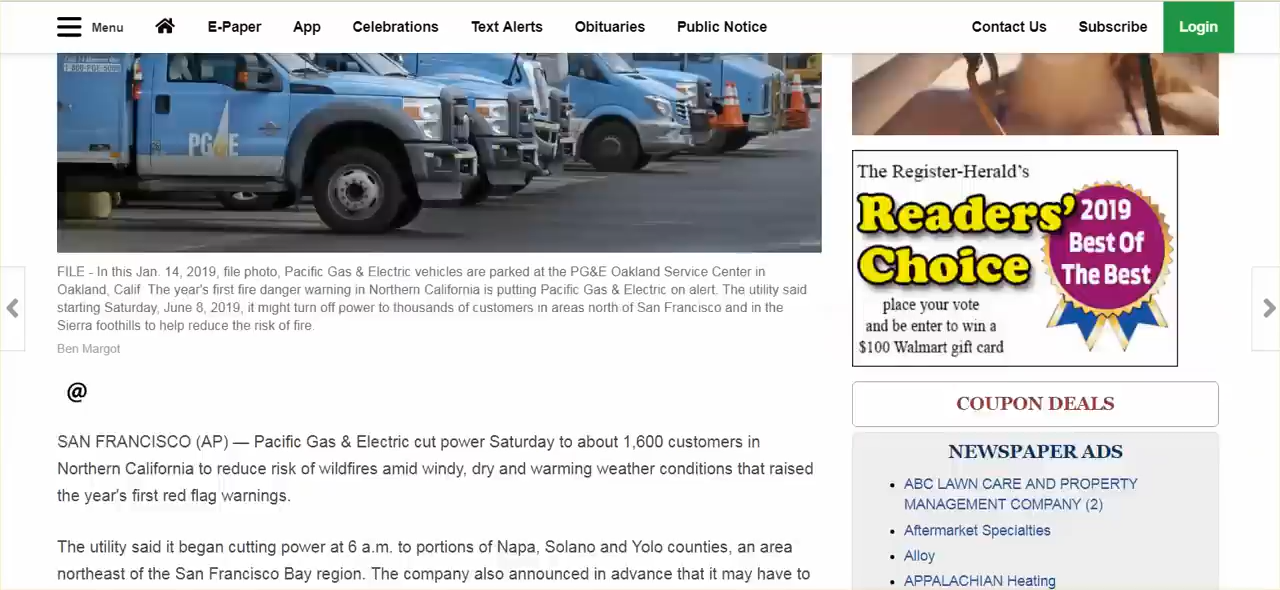 Menu
E-Paper
App
Celebrations
Text Alerts
Obituaries
Public Notice
Contact Us
Subscribe
Login
PG&E
FILE - In this Jan. 14, 2019, file photo, Pacific Gas & Electric vehicles are parked at the PG&E Oakland Service Center in
Oakland, Calif The year's first fire danger warning in Northern California is putting Pacific Gas & Electric on alert. The utility said
starting Saturday, June 8, 2019, it might turn off power to thousands of customers in areas north of San Francisco and in the
Sierra foothills to help reduce the risk of fire.
Ben Margot
@
SAN FRANCISCO (AP) — Pacific Gas & Electric cut power Saturday to about 1,600 customers in
Northern California to reduce risk of wildfires amid windy, dry and warming weather conditions that raised
the year's first red flag warnings.
The utility said it began cutting power at 6 a.m. to portions of Napa, Solano and Yolo counties, an area
northeast of the San Francisco Bay region. The company also announced in advance that it may have to
The Register-Herald's
Readers'
Choice
2019
Best Of
The Best
place your vote
and be enter to win a
$100 Walmart gift card
COUPON DEALS
NEWSPAPER ADS
• ABC LAWN CARE AND PROPERTY
MANAGEMENT COMPANY (2)
• Aftermarket Specialties
• Alloy
• APPALACHIAN Heating